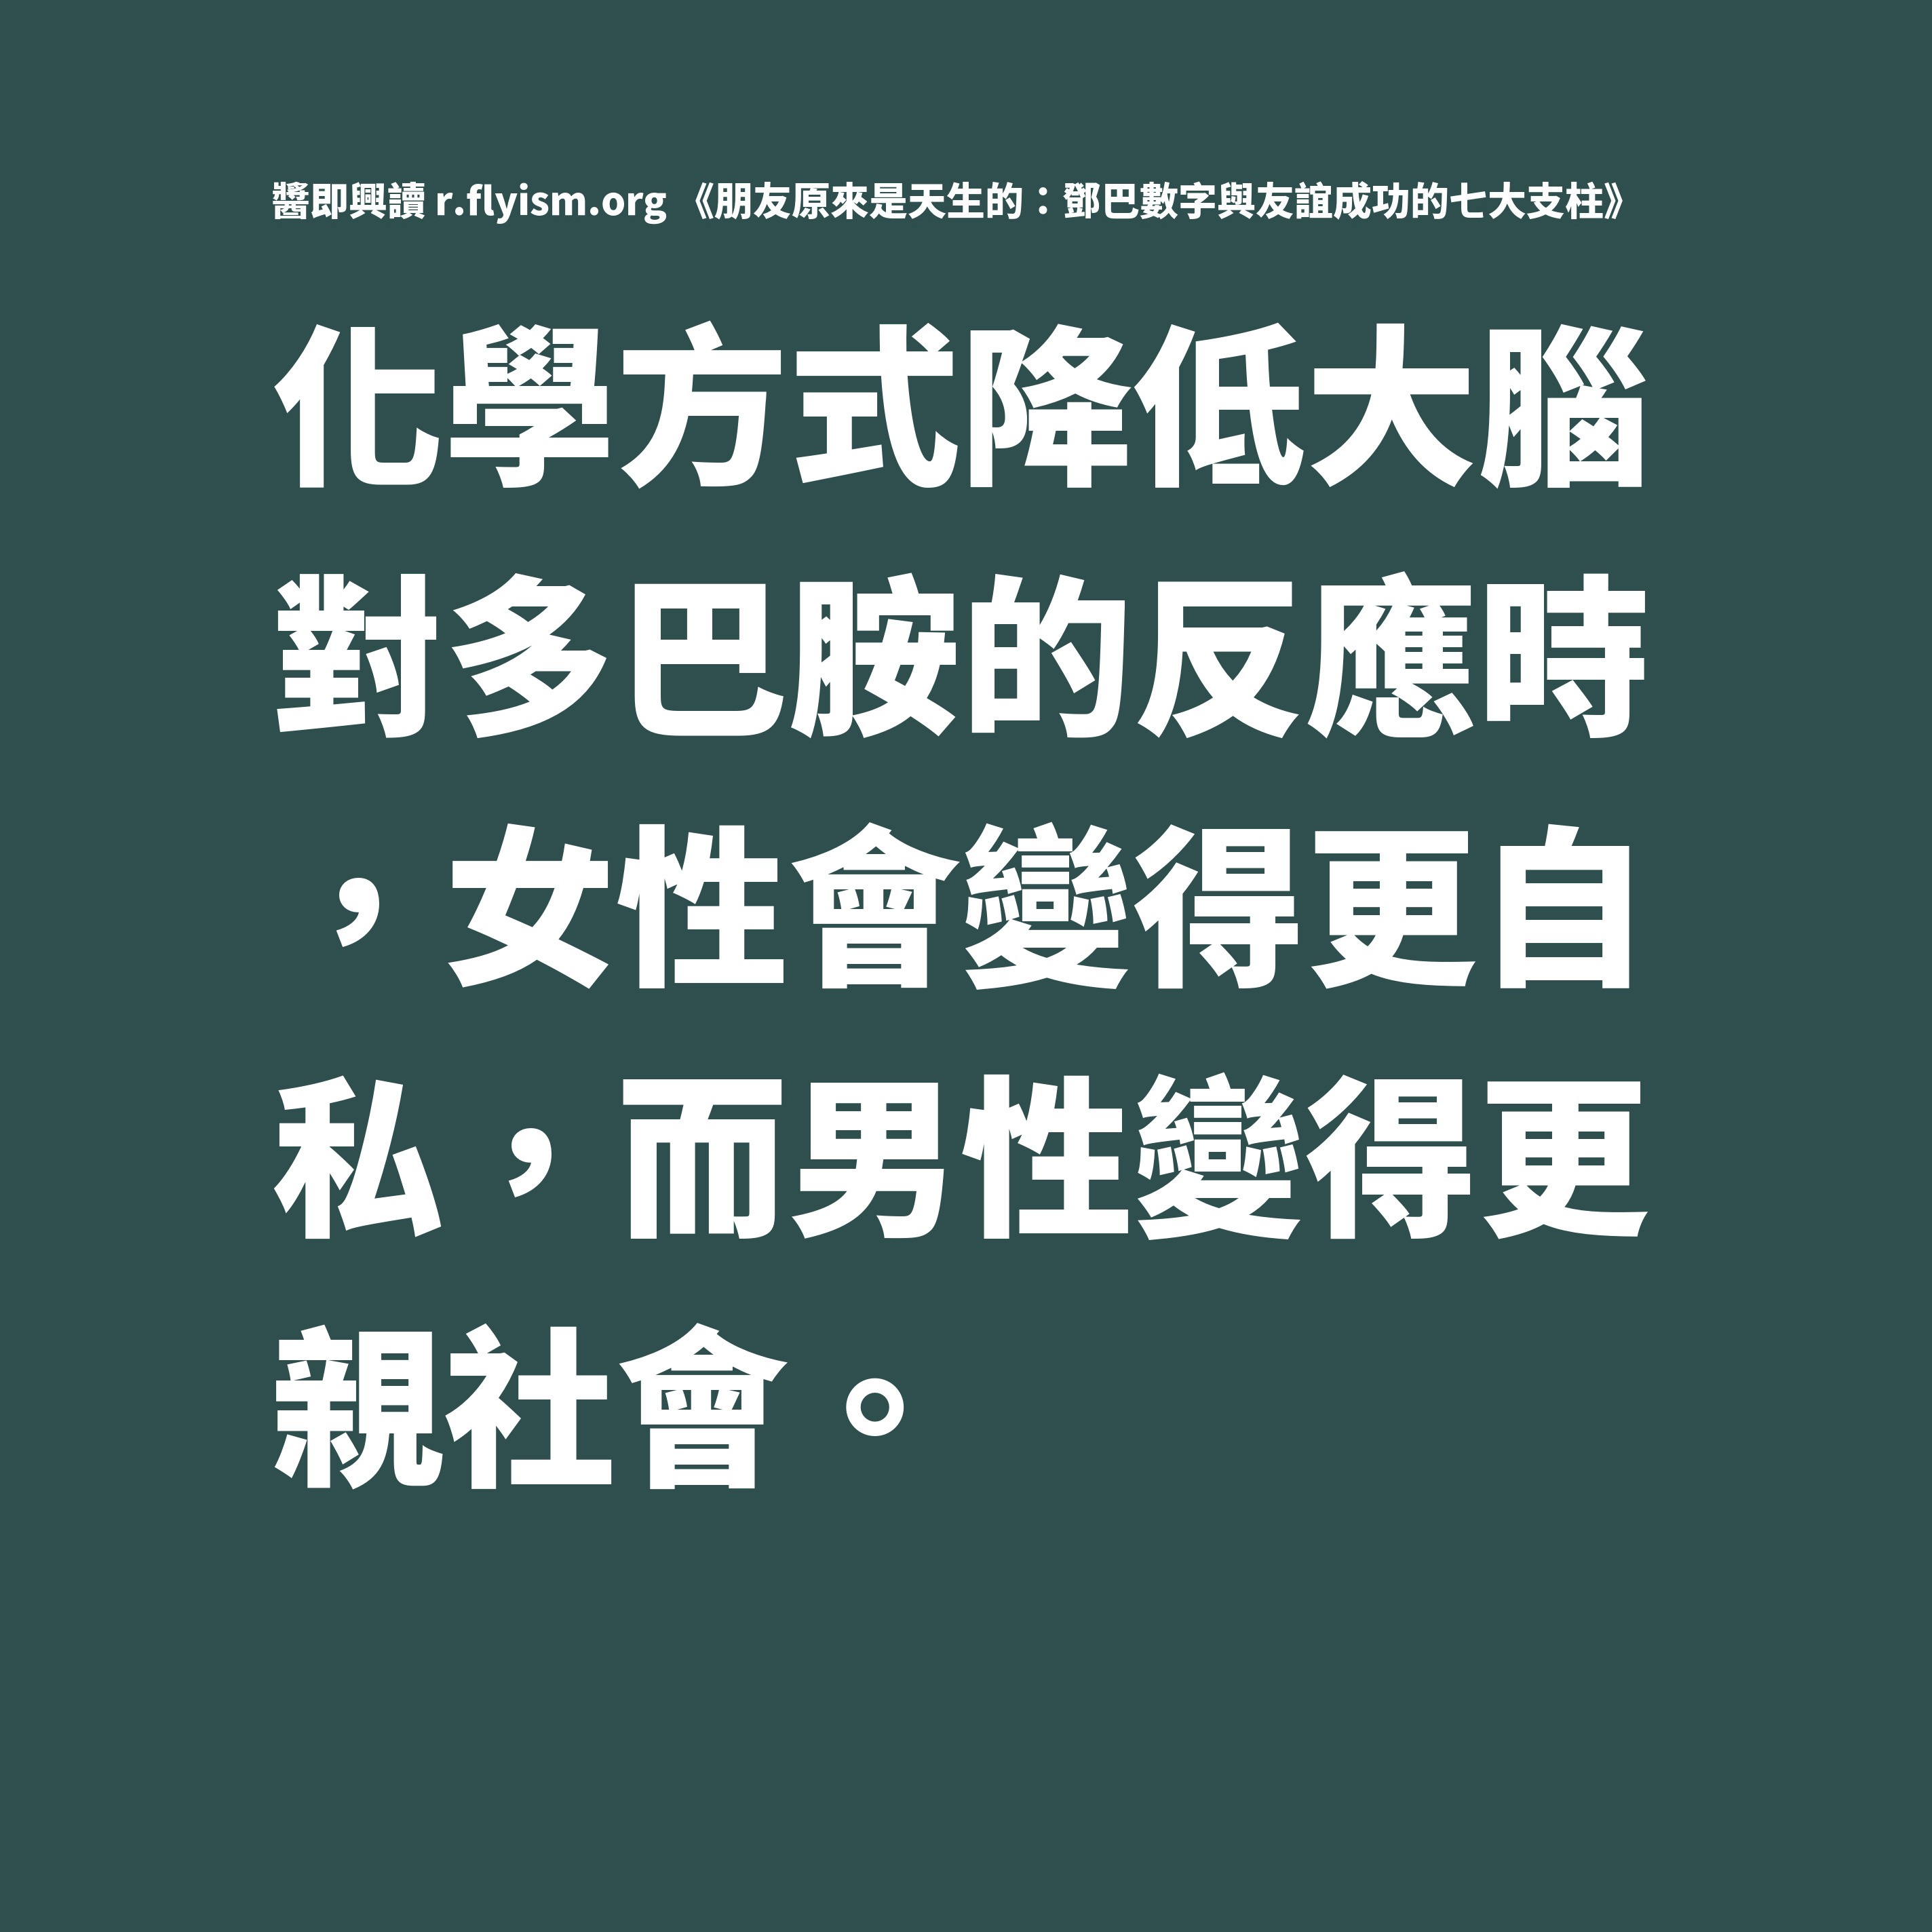 醬即興讀 r.flyism.org《朋友原來是天生的：鄧巴數字與友誼成功的七大支柱》
化學方式降低大腦
對多巴胺的反應時
，女性會變得更自
私，而男性變得更
親社會。